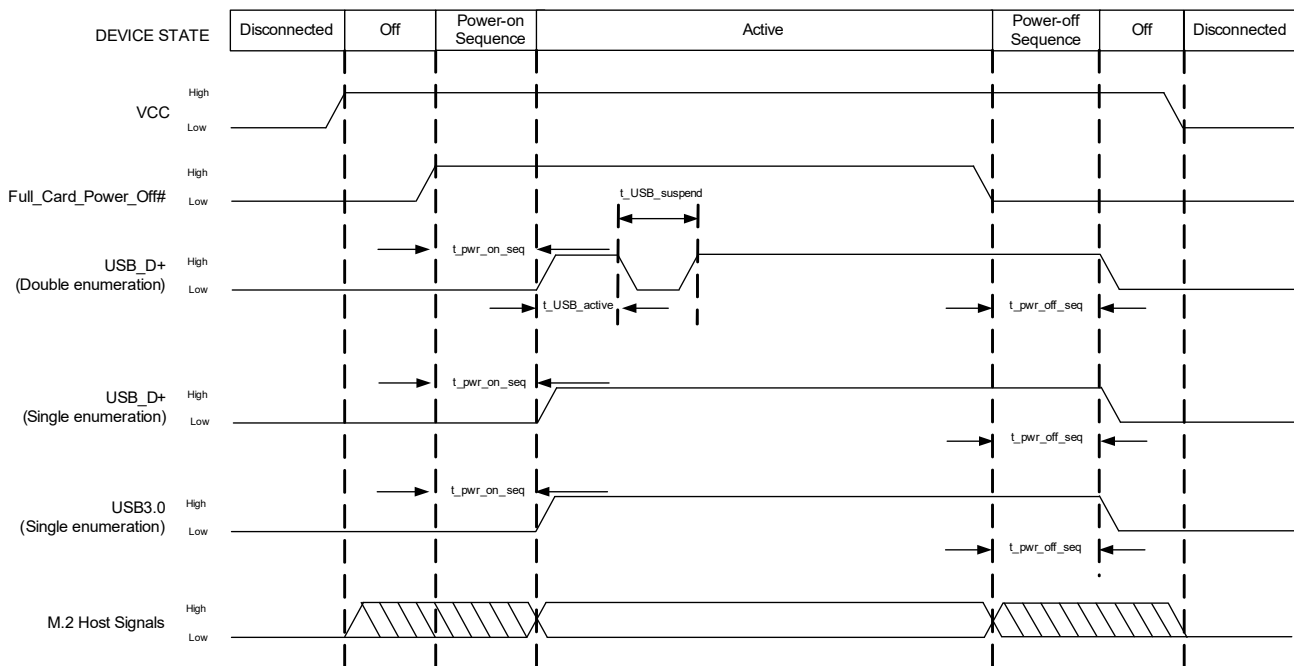 DEVICE STATE
Disconnected
Off
Power-on
Sequence
Active
Power-off
Sequence
Off
Disconnected
VCC
High
Low
Full_Card_Power_Off#
High
Low
t_USB_suspend
USB_D+
(Double enumeration)
High
Low
t_pwr_on_seq
t_USB_active
t_pwr_off_seq
USB_D+
(Single enumeration)
High
Low
t_pwr_on_seq
t_pwr_off_seq
USB3.0
(Single enumeration)
High
Low
t_pwr_on_seq
t_pwr_off_seq
M.2 Host Signals
High
Low